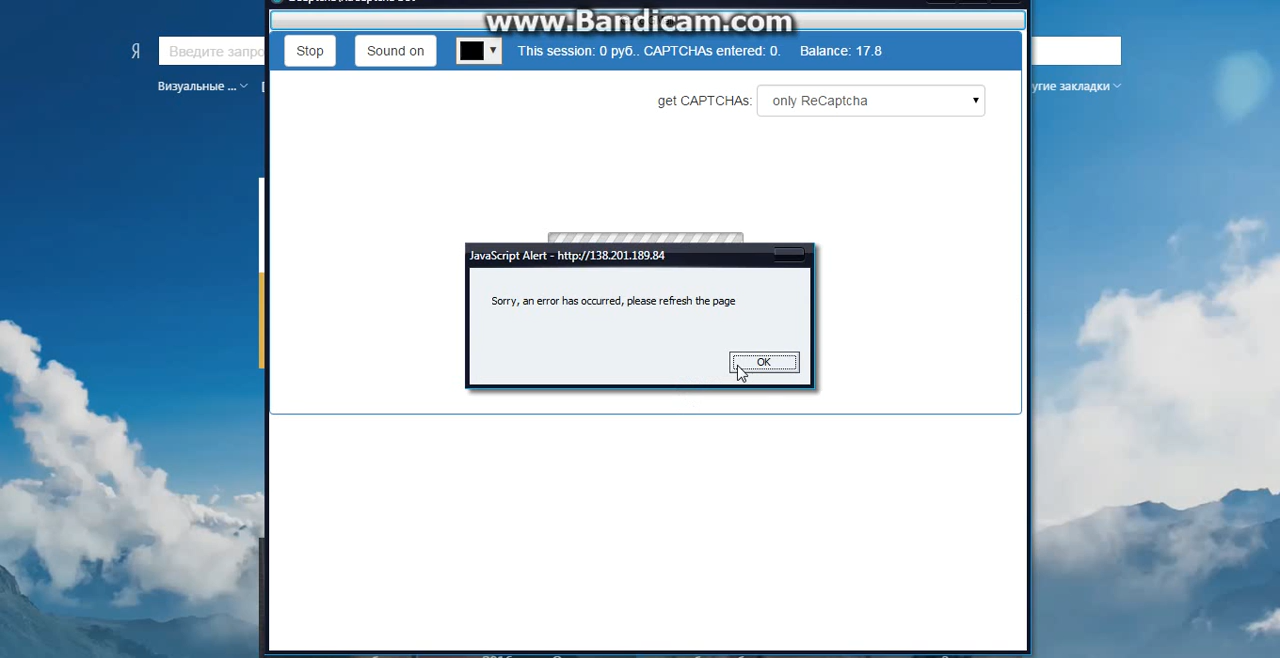 www.Bandicam.com
Я Введите запро
Stop Sound on This session: 0 руб.. CAPTCHAs entered: 0. Balance: 17.8
Визуальные ... угие закладки
get CAPTCHAs: only ReCaptcha
JavaScript Alert - http://138.201.189.84
Sorry, an error has occurred, please refresh the page
OK